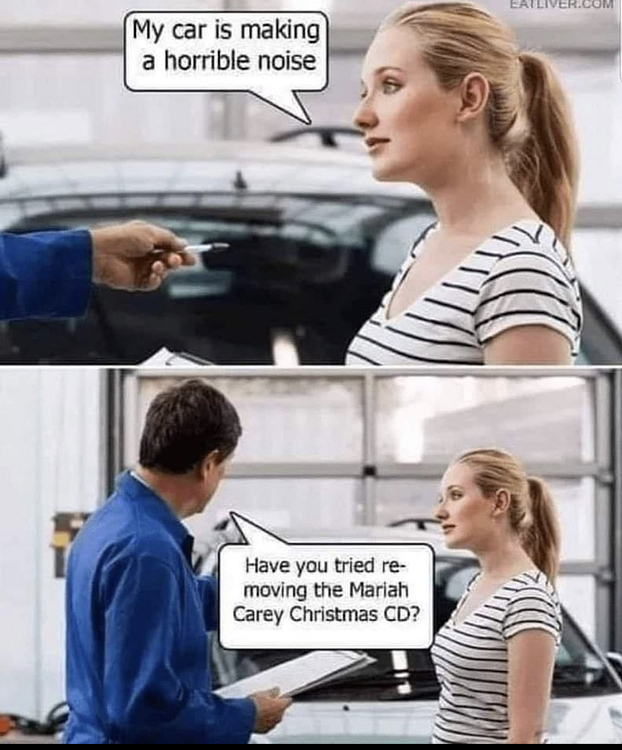 EATLIVER.COM
My car is making
a horrible noise
Have you tried re-
moving the Mariah
Carey Christmas CD?